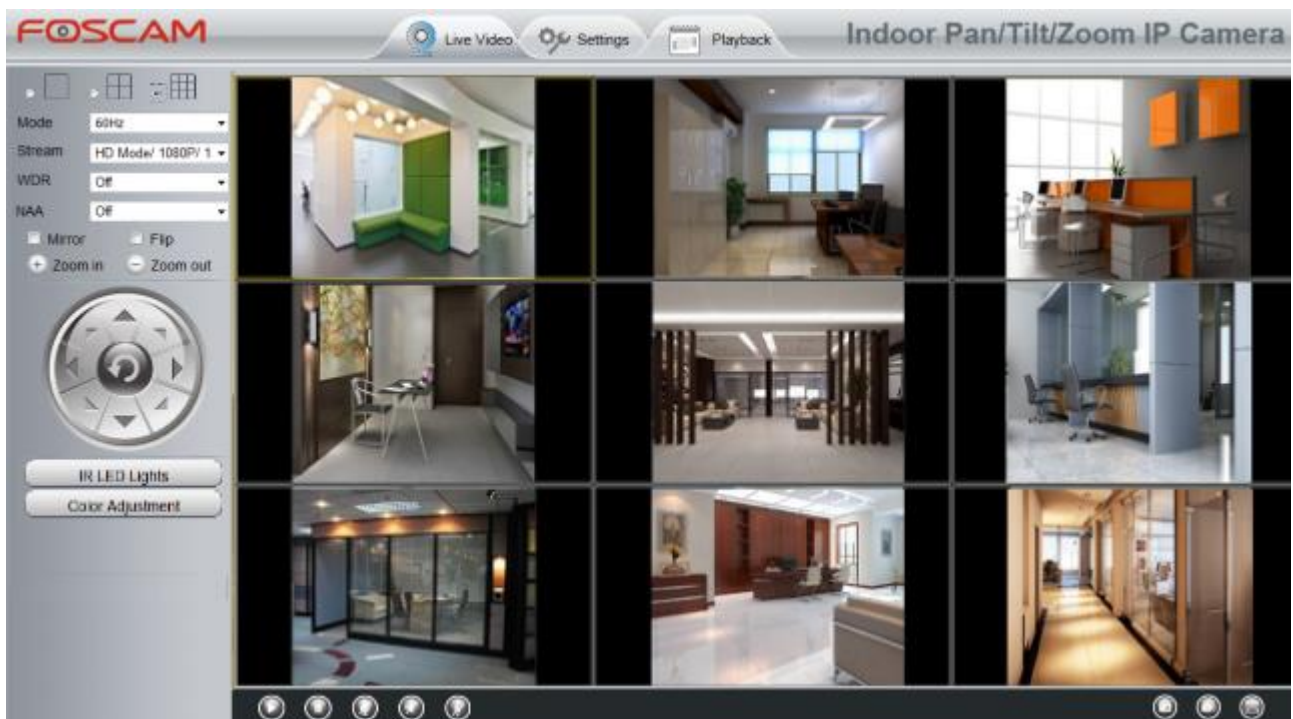 FOSCAM
Live Video
Settings
Playback
Indoor Pan/Tilt/Zoom IP Camera
Mode
60Hz
Stream
HD Mode/ 1080P/ 1
WDR
Off
NAA
Off
Mirror
Flip
Zoom in
Zoom out
IR LED Lights
Color Adjustment